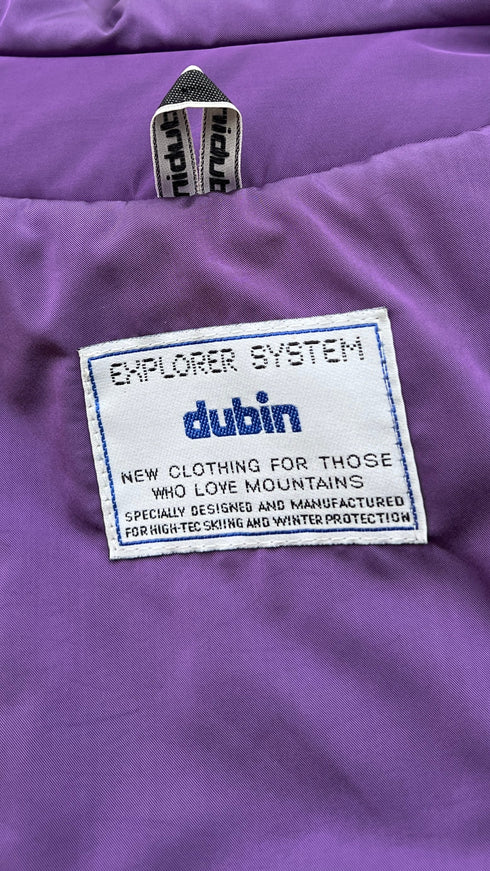 dubin
EXPLORER SYSTEM
dubin
NEW CLOTHING FOR THOSE
WHO LOVE MOUNTAINS
SPECIALLY DESIGNED AND MANUFACTURED
FOR HIGH-TEC SKIING AND WINTER PROTECTION